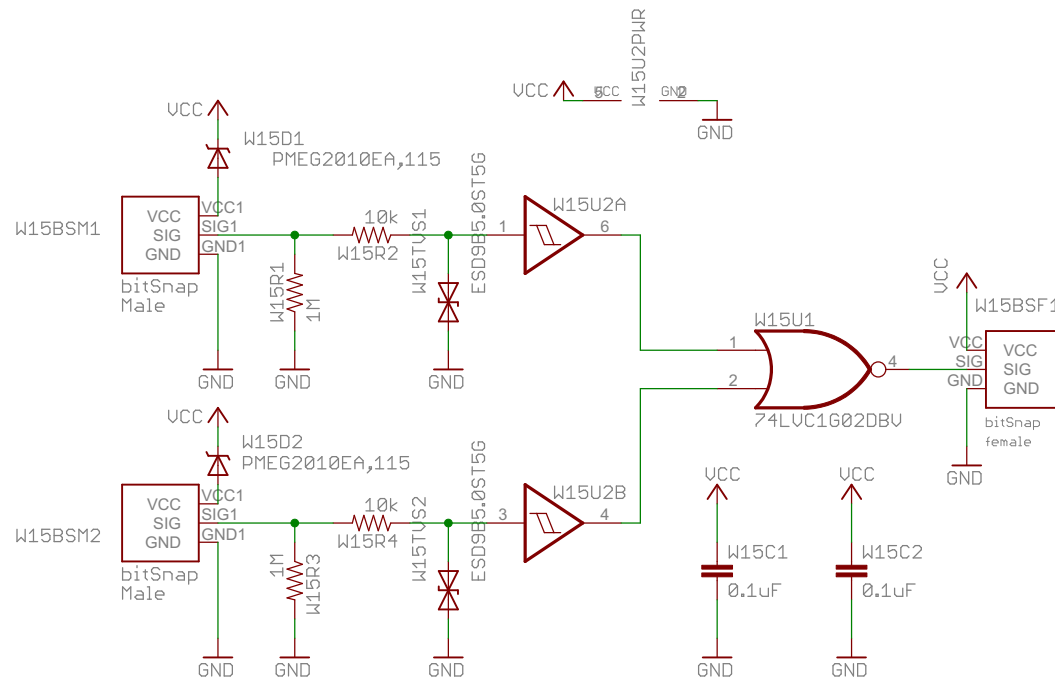 VCC
5
VCC
W15U2PWR
GND
2
GND
VCC
W15D1
PMEG2010EA,115
W15BSM1
VCC
SIG
GND
VCC1
SIG1
GND1
bitSnap
Male
GND
W15R1
1M
GND
10k
W15R2
W15TVS1
ESD9B5.0ST5G
GND
1
W15U2A
6
VCC
W15D2
PMEG2010EA,115
W15BSM2
VCC
SIG
GND
VCC1
SIG1
GND1
bitSnap
Male
GND
1M
W15R3
GND
10k
W15R4
W15TVS2
ESD9B5.0ST5G
GND
3
W15U2B
4
W15U1
1
2
4
74LVC1G02DBV
VCC
W15BSF1
VCC
SIG
GND
VCC
SIG
GND
bitSnap
female
GND
VCC
W15C1
0.1uF
GND
VCC
W15C2
0.1uF
GND